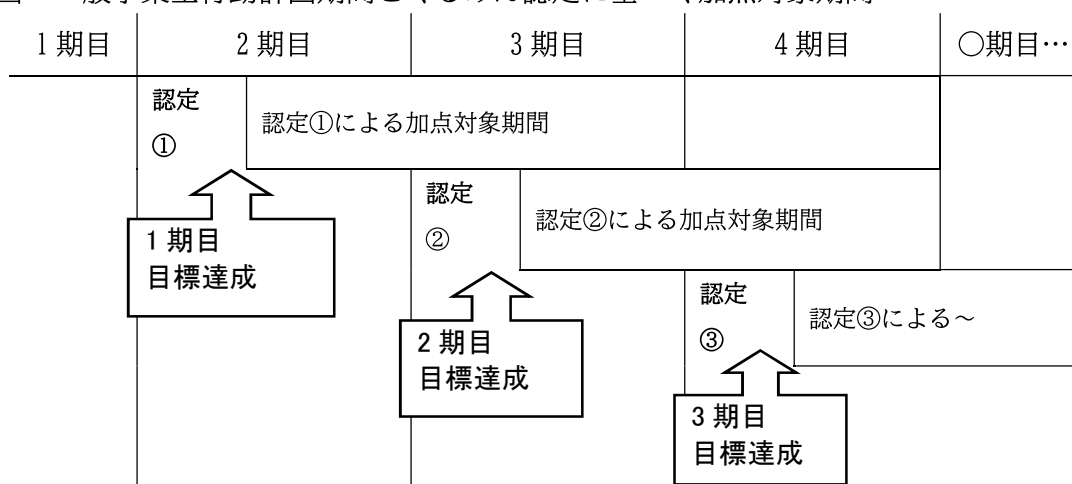 １期目 ２期目 ３期目 ４期目 ○期目…
認定
①
認定①による加点対象期間
１期目
目標達成
認定
②
認定②による加点対象期間
２期目
目標達成
認定
③
認定③による～
３期目
目標達成